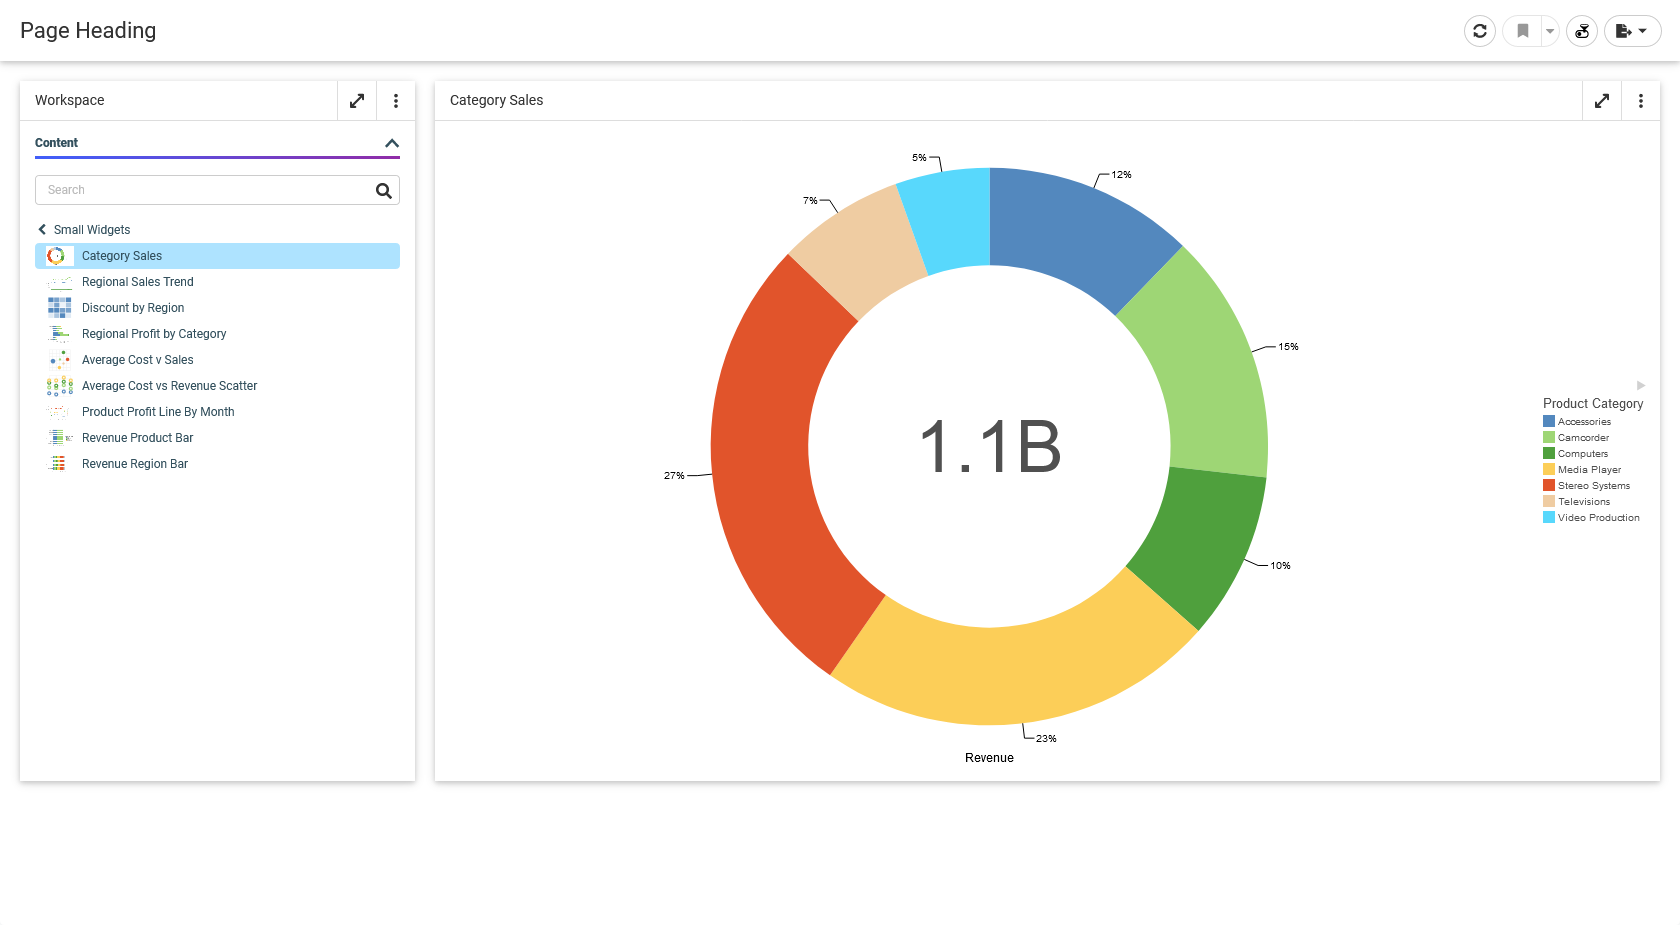 Page Heading
Workspace
Content
Search
Small Widgets
Category Sales
Regional Sales Trend
Discount by Region
Regional Profit by Category
Average Cost v Sales
Average Cost vs Revenue Scatter
Product Profit Line By Month
Revenue Product Bar
Revenue Region Bar
Category Sales
5%
12%
7%
15%
27%
10%
23%
1.1B
Revenue
Product Category
Accessories
Camcorder
Computers
Media Player
Stereo Systems
Televisions
Video Production